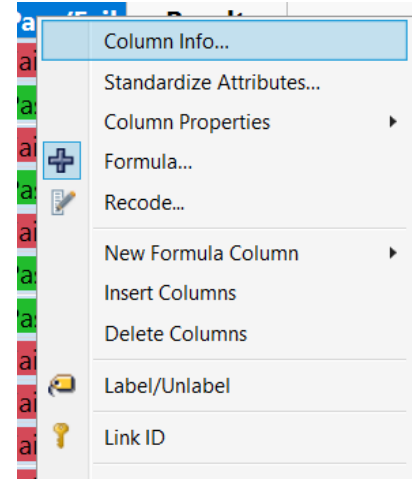 Column Info...
Standardize Attributes...
Column Properties
Formula...
Recode...
New Formula Column
Insert Columns
Delete Columns
Label/Unlabel
Link ID